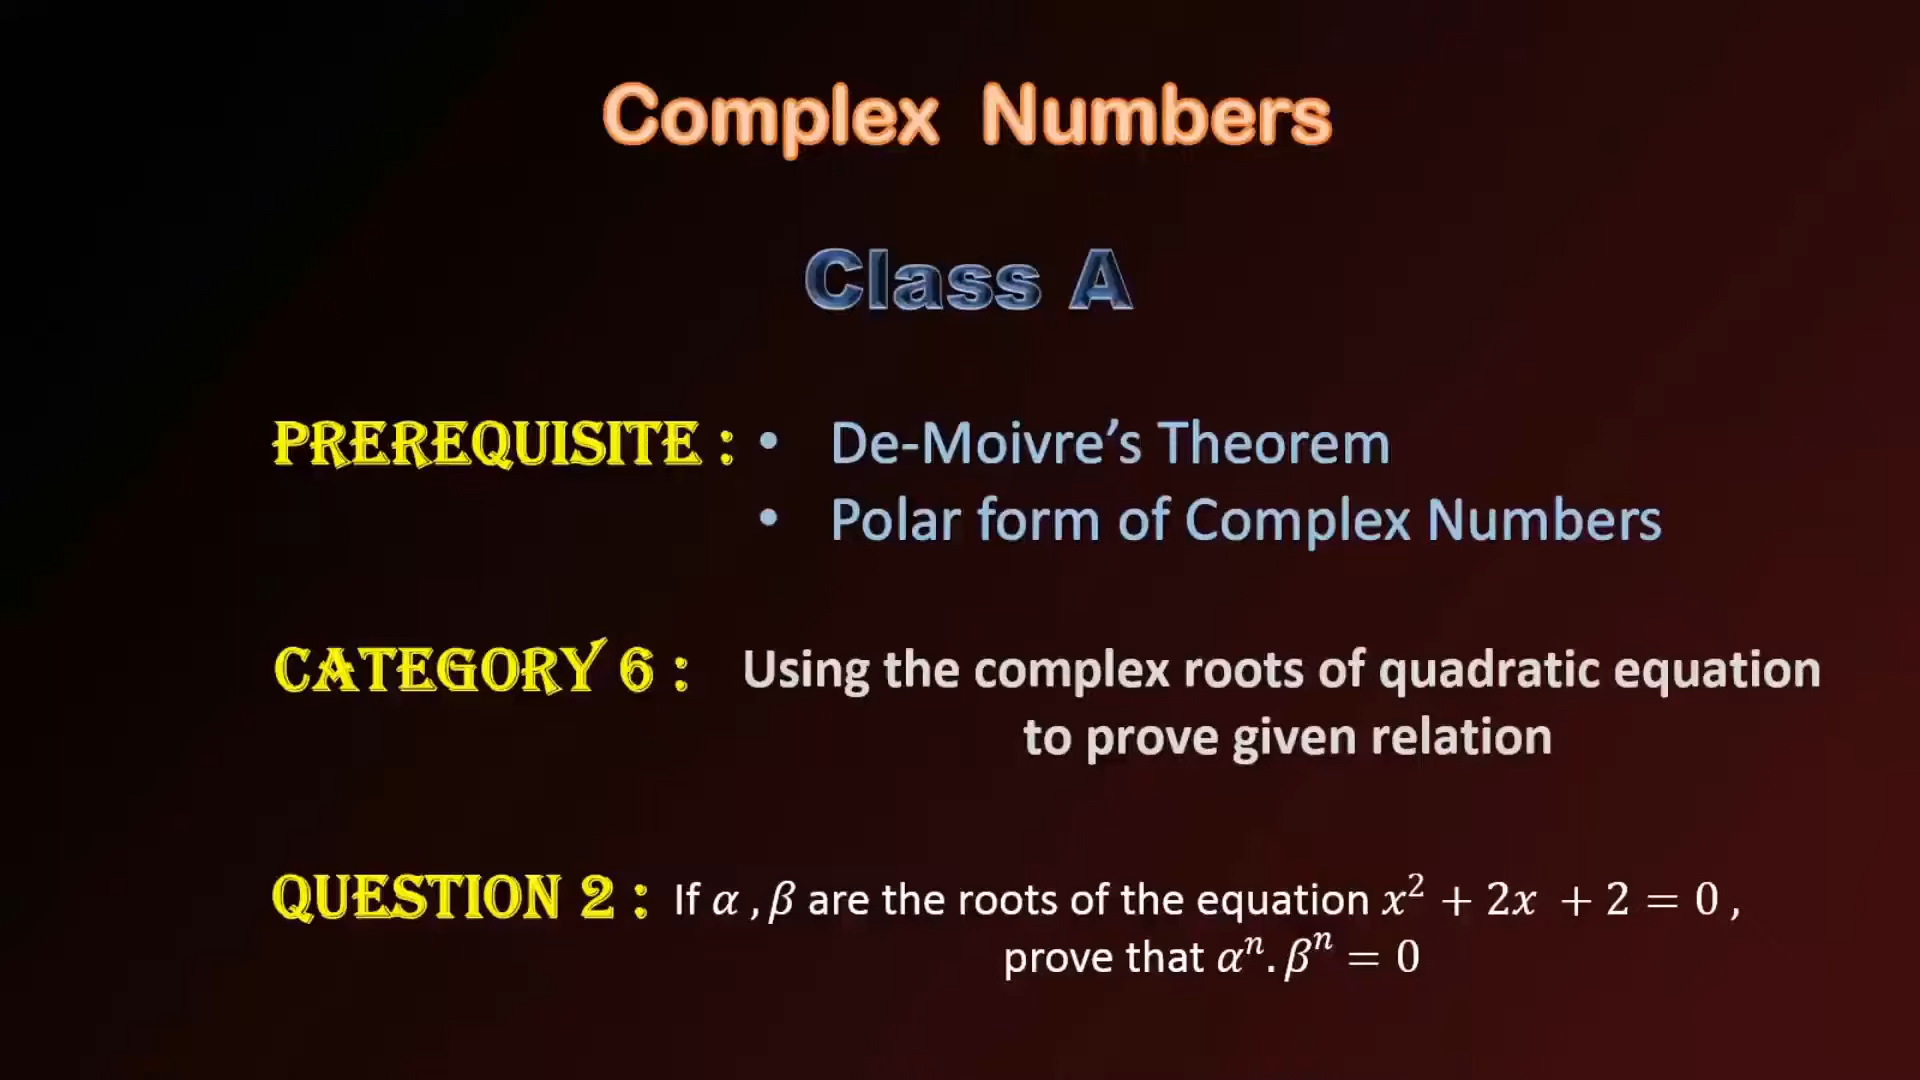 Complex Numbers
Class A
PREREQUISITE : • De-Moivre’s Theorem
• Polar form of Complex Numbers
CATEGORY 6 : Using the complex roots of quadratic equation
to prove given relation
QUESTION 2 : If α , β are the roots of the equation x² + 2x + 2 = 0 ,
prove that αⁿ. βⁿ = 0